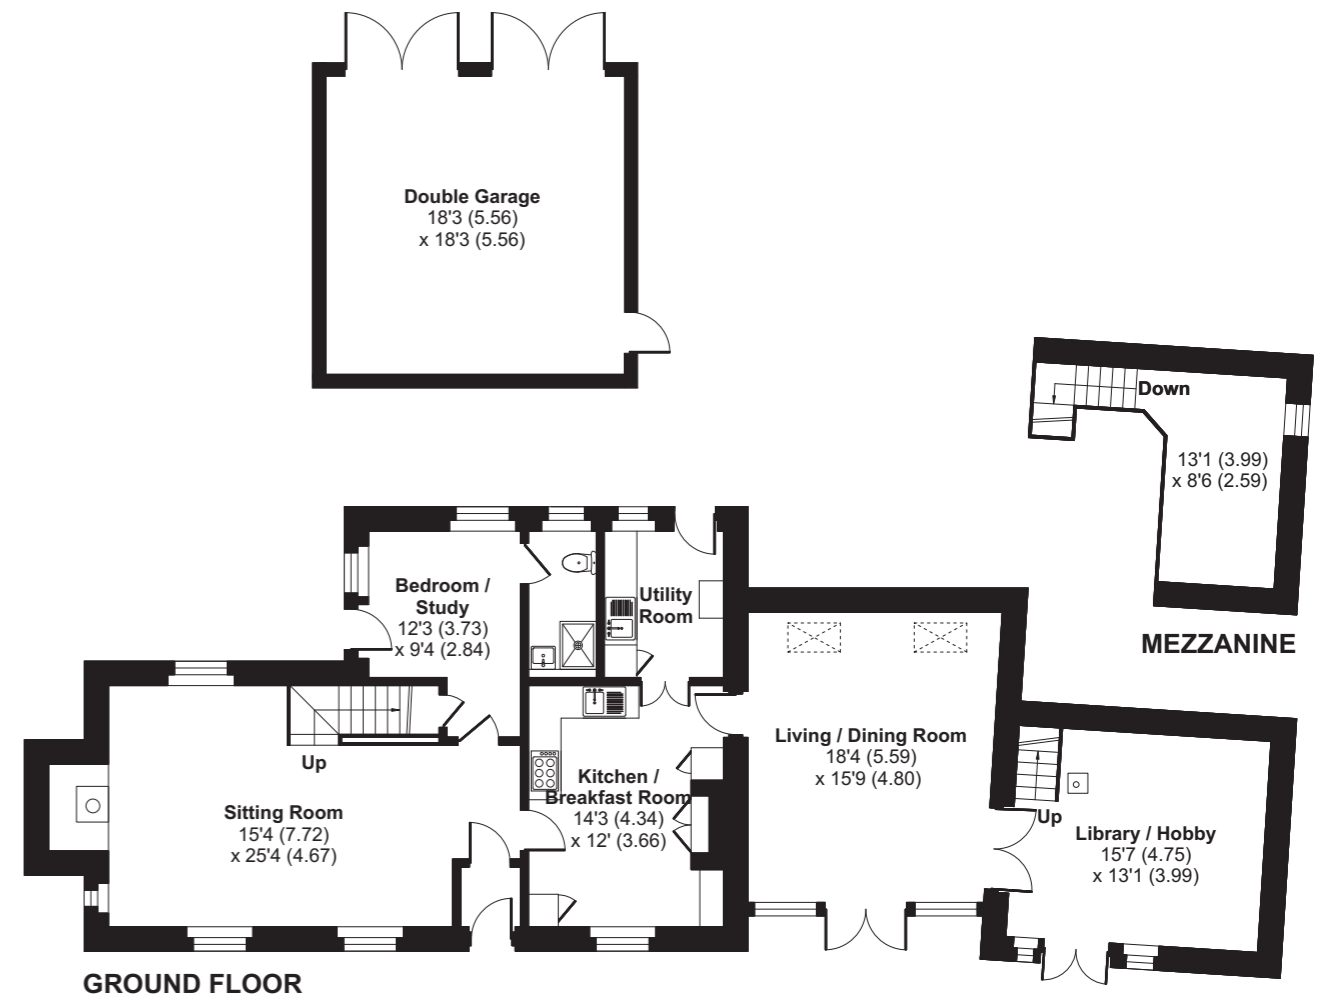 Double Garage
18'3 (5.56)
x 18'3 (5.56)
Down
13'1 (3.99)
x 8'6 (2.59)
MEZZANINE
Bedroom /
Study
12'3 (3.73)
x 9'4 (2.84)
Utility
Room
Up
Sitting Room
15'4 (7.72)
x 25'4 (4.67)
Kitchen /
Breakfast Room
14'3 (4.34)
x 12' (3.66)
Living / Dining Room
18'4 (5.59)
x 15'9 (4.80)
Up
Library / Hobby
15'7 (4.75)
x 13'1 (3.99)
GROUND FLOOR